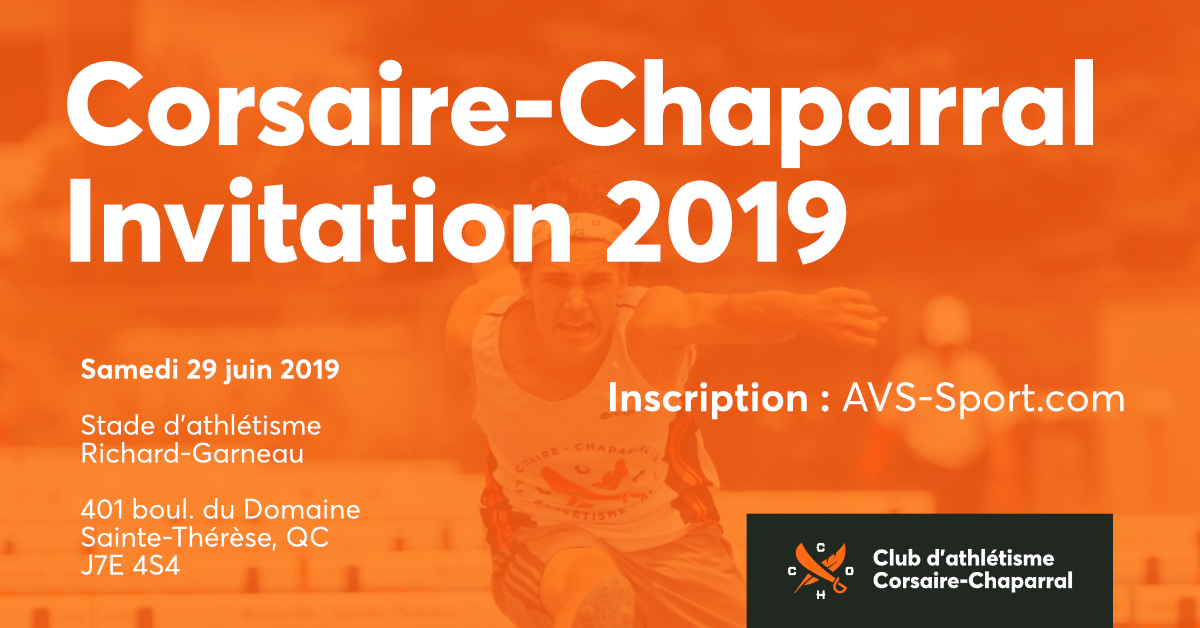 Corsaire-Chaparral
Invitation 2019
Samedi 29 juin 2019
Stade d'athlétisme
Richard-Garneau
401 boul. du Domaine
Sainte-Thérèse, QC
J7E 4S4
Inscription : AVS-Sport.com
C
C O
H
Club d'athlétisme
Corsaire-Chaparral